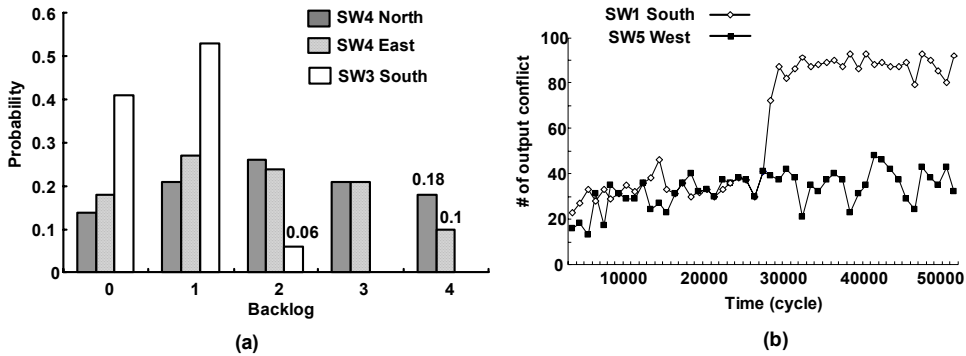 SW4 North
SW4 East
SW3 South
Probability
0.6
0.5
0.4
0.3
0.2
0.1
0
0.06
0.18
0.1
0 1 2 3 4
Backlog
(a)
SW1 South
SW5 West
# of output conflict
100
80
60
40
20
0
10000 20000 30000 40000 50000
Time (cycle)
(b)